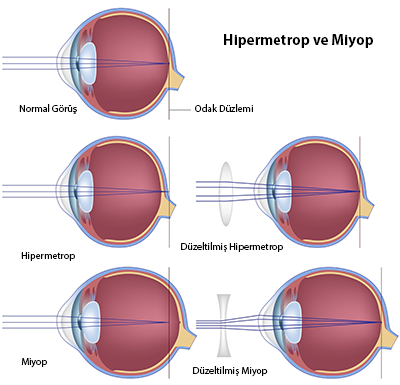 Hipermetrop ve Miyop
Normal Görüş
Odak Düzlemi
Hipermetrop
Düzeltilmiş Hipermetrop
Miyop
Düzeltilmiş Miyop